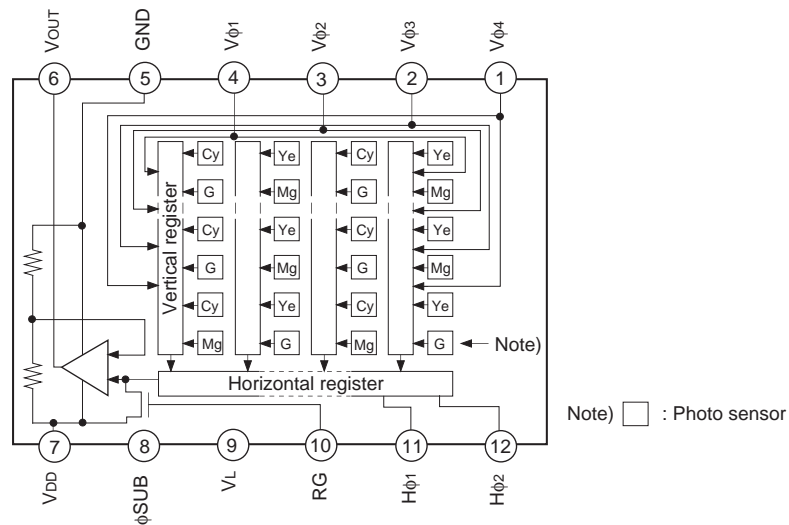 VOUT
GND
Vϕ1
Vϕ2
Vϕ3
Vϕ4
6
5
4
3
2
1
Vertical register
Cy
Ye
Cy
Ye
G
Mg
G
Mg
Cy
Ye
Cy
Ye
G
Mg
G
Mg
Cy
Ye
Cy
Ye
Mg
G
Mg
G
Note)
Horizontal register
Note) : Photo sensor
7
8
9
10
11
12
VDD
ϕSUB
VL
RG
Hϕ1
Hϕ2